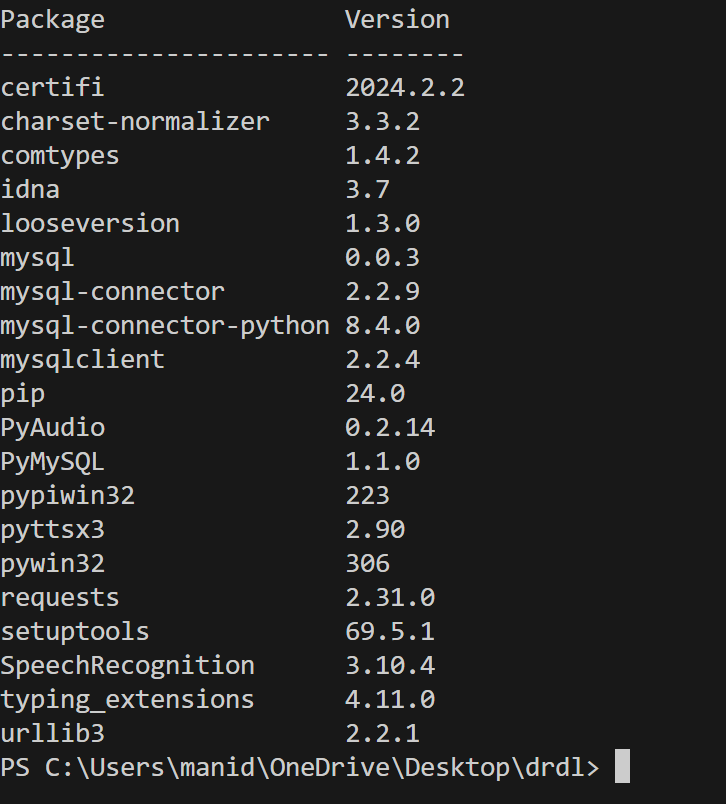 Package                Version
---------------------- --------
certifi                2024.2.2
charset-normalizer     3.3.2
comtypes               1.4.2
idna                   3.7
looseversion           1.3.0
mysql                  0.0.3
mysql-connector        2.2.9
mysql-connector-python 8.4.0
mysqlclient            2.2.4
pip                    24.0
PyAudio                0.2.14
PyMySQL                1.1.0
pypiwin32              223
pyttsx3                2.90
pywin32                306
requests               2.31.0
setuptools             69.5.1
SpeechRecognition      3.10.4
typing_extensions      4.11.0
urllib3                2.2.1
PS C:\Users\manid\OneDrive\Desktop\drdl>